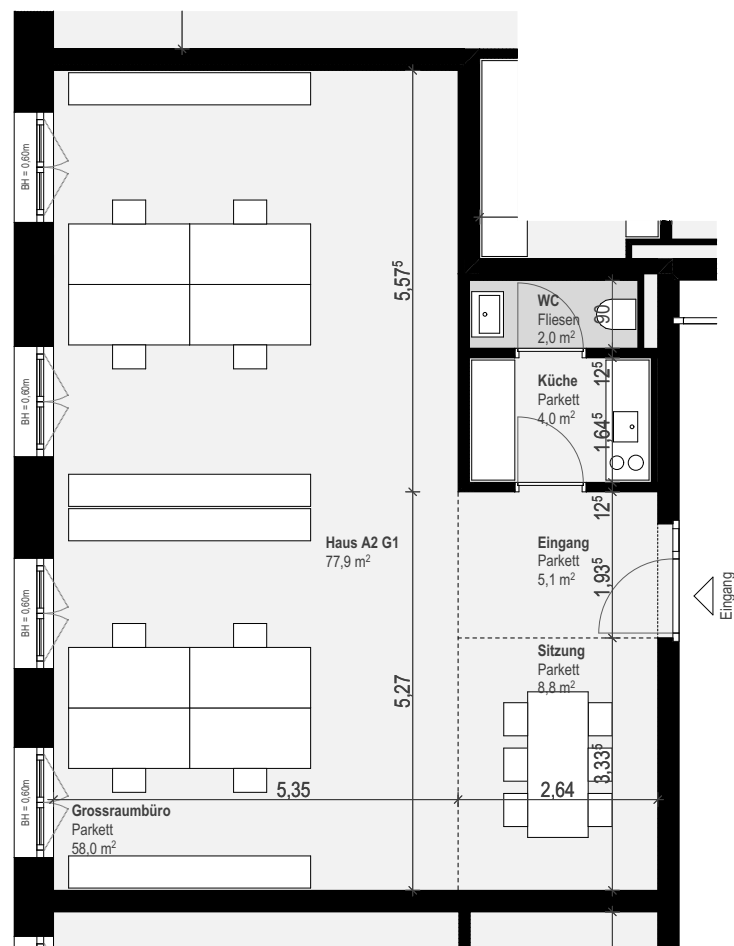 BH = 0,60m
5,57⁵
WC
Fliesen
2,0 m²
90
12⁵
Küche
Parkett
4,0 m²
1,64⁵
BH = 0,60m
12⁵
Haus A2 G1
77,9 m²
Eingang
Parkett
5,1 m²
1,93⁵
Eingang
BH = 0,60m
Sitzung
Parkett
8,8 m²
5,27
3,33⁵
5,35
2,64
BH = 0,60m
Grossraumbüro
Parkett
58,0 m²